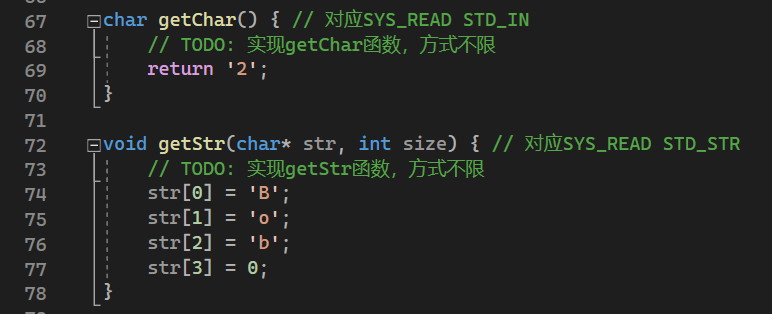 67 char getChar() { // 对应SYS_READ STD_IN
68 // TODO: 实现getChar函数，方式不限
69 return '2';
70 }
71
72 void getStr(char* str, int size) { // 对应SYS_READ STD_STR
73 // TODO: 实现getStr函数，方式不限
74 str[0] = 'B';
75 str[1] = 'o';
76 str[2] = 'b';
77 str[3] = 0;
78 }